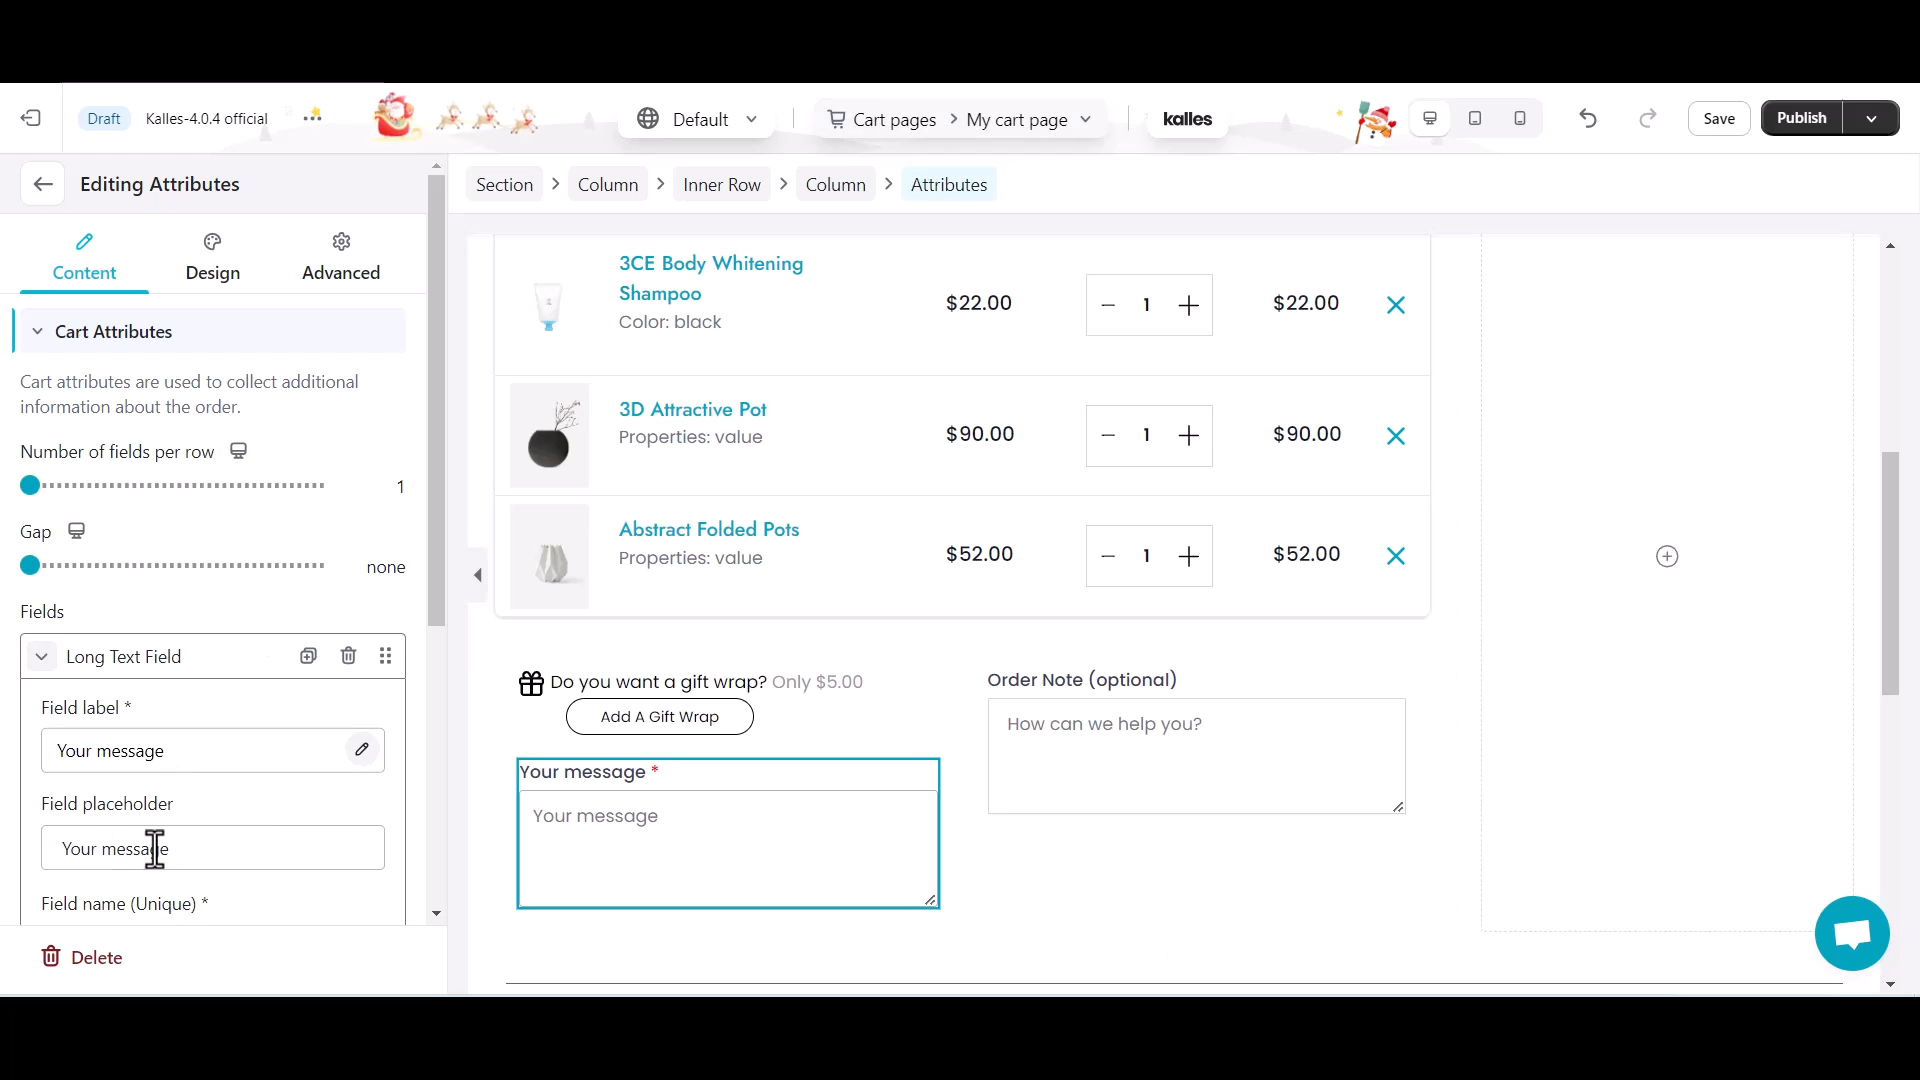 Draft
Kalles-4.0.4 official
Default
Cart pages
My cart page
kalles
Save
Publish
Editing Attributes
Section
Column
Inner Row
Column
Attributes
Content
Design
Advanced
Cart Attributes
Cart attributes are used to collect additional
information about the order.
Number of fields per row
1
Gap
none
Fields
Long Text Field
Field label *
Your message
Field placeholder
Your message
Field name (Unique) *
Delete
3CE Body Whitening
Shampoo
Color: black
$22.00
1
$22.00
3D Attractive Pot
Properties: value
$90.00
1
$90.00
Abstract Folded Pots
Properties: value
$52.00
1
$52.00
Do you want a gift wrap? Only $5.00
Add A Gift Wrap
Your message *
Your message
Order Note (optional)
How can we help you?